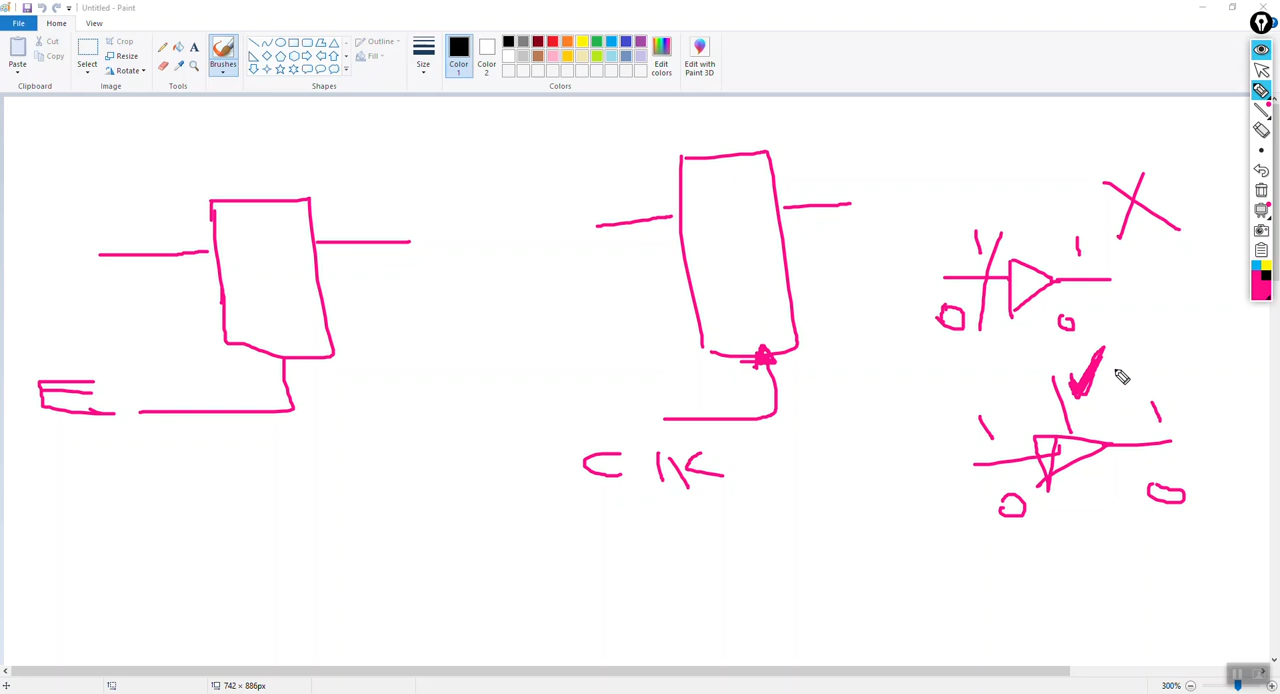 Untitled - Paint
File Home View
Paste
Cut
Copy
Clipboard
Select
Crop
Resize
Rotate
Image
A
Tools
Brushes
Outline
Fill
Shapes
Size
Color 1
Color 2
Edit colors
Colors
Edit with Paint 3D
1 1
0 0
E
1 1
ClK
0 0
742 × 886px
300%